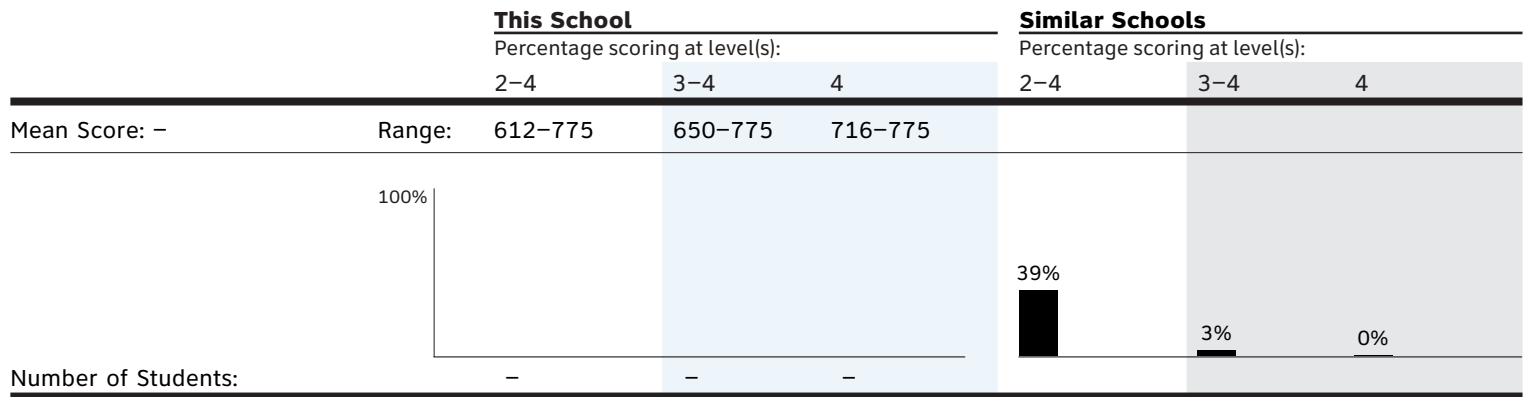 This School Similar Schools
Percentage scoring at level(s): Percentage scoring at level(s):
2–4 3–4 4 2–4 3–4 4
Mean Score: – Range: 612–775 650–775 716–775
100%
39%
3% 0%
Number of Students: – – –